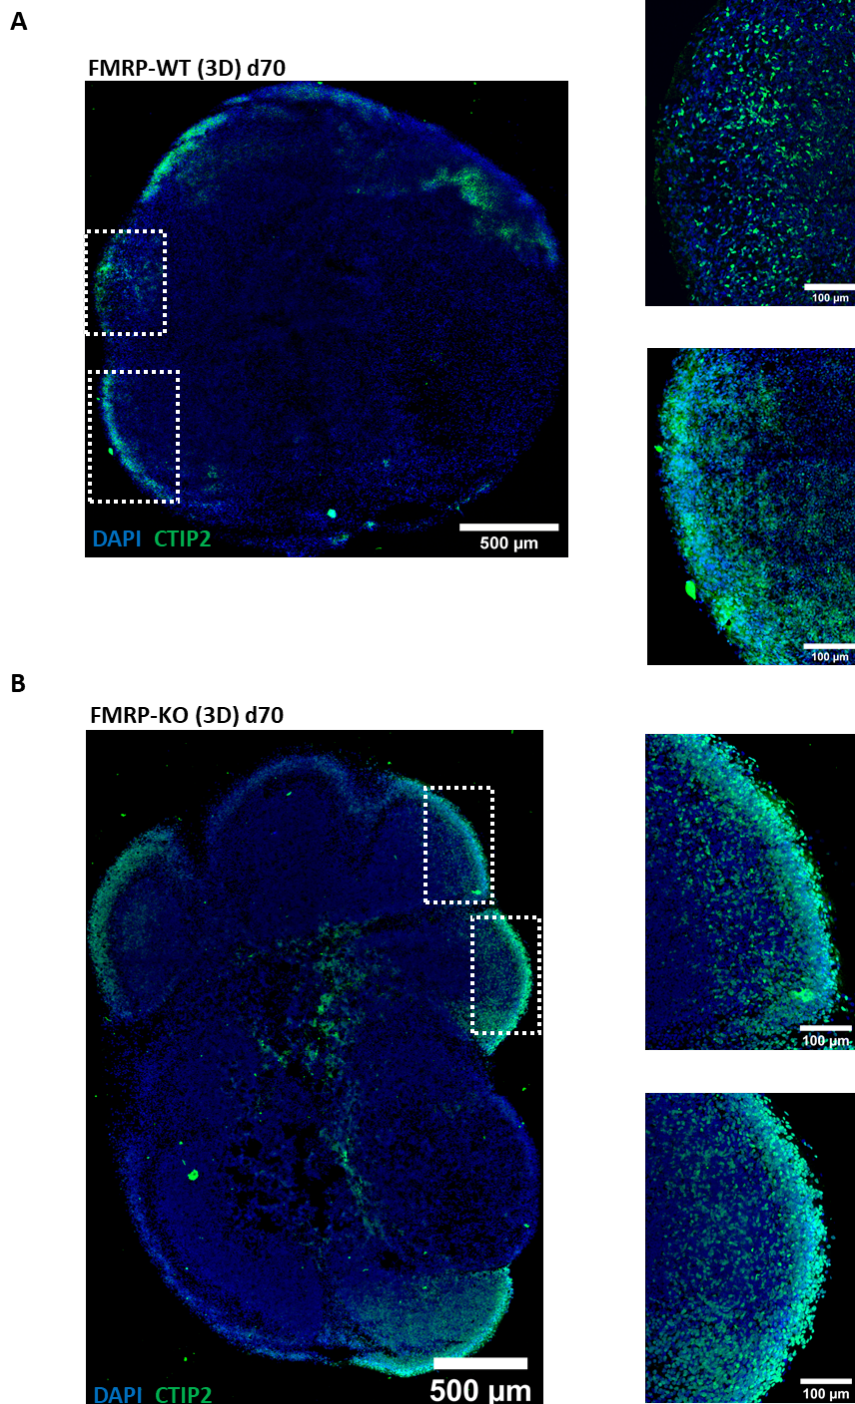 A
FMRP-WT (3D) d70
100 µm
500 µm
DAPI CTIP2
100 µm
B
FMRP-KO (3D) d70
100 µm
100 µm
500 µm
DAPI CTIP2